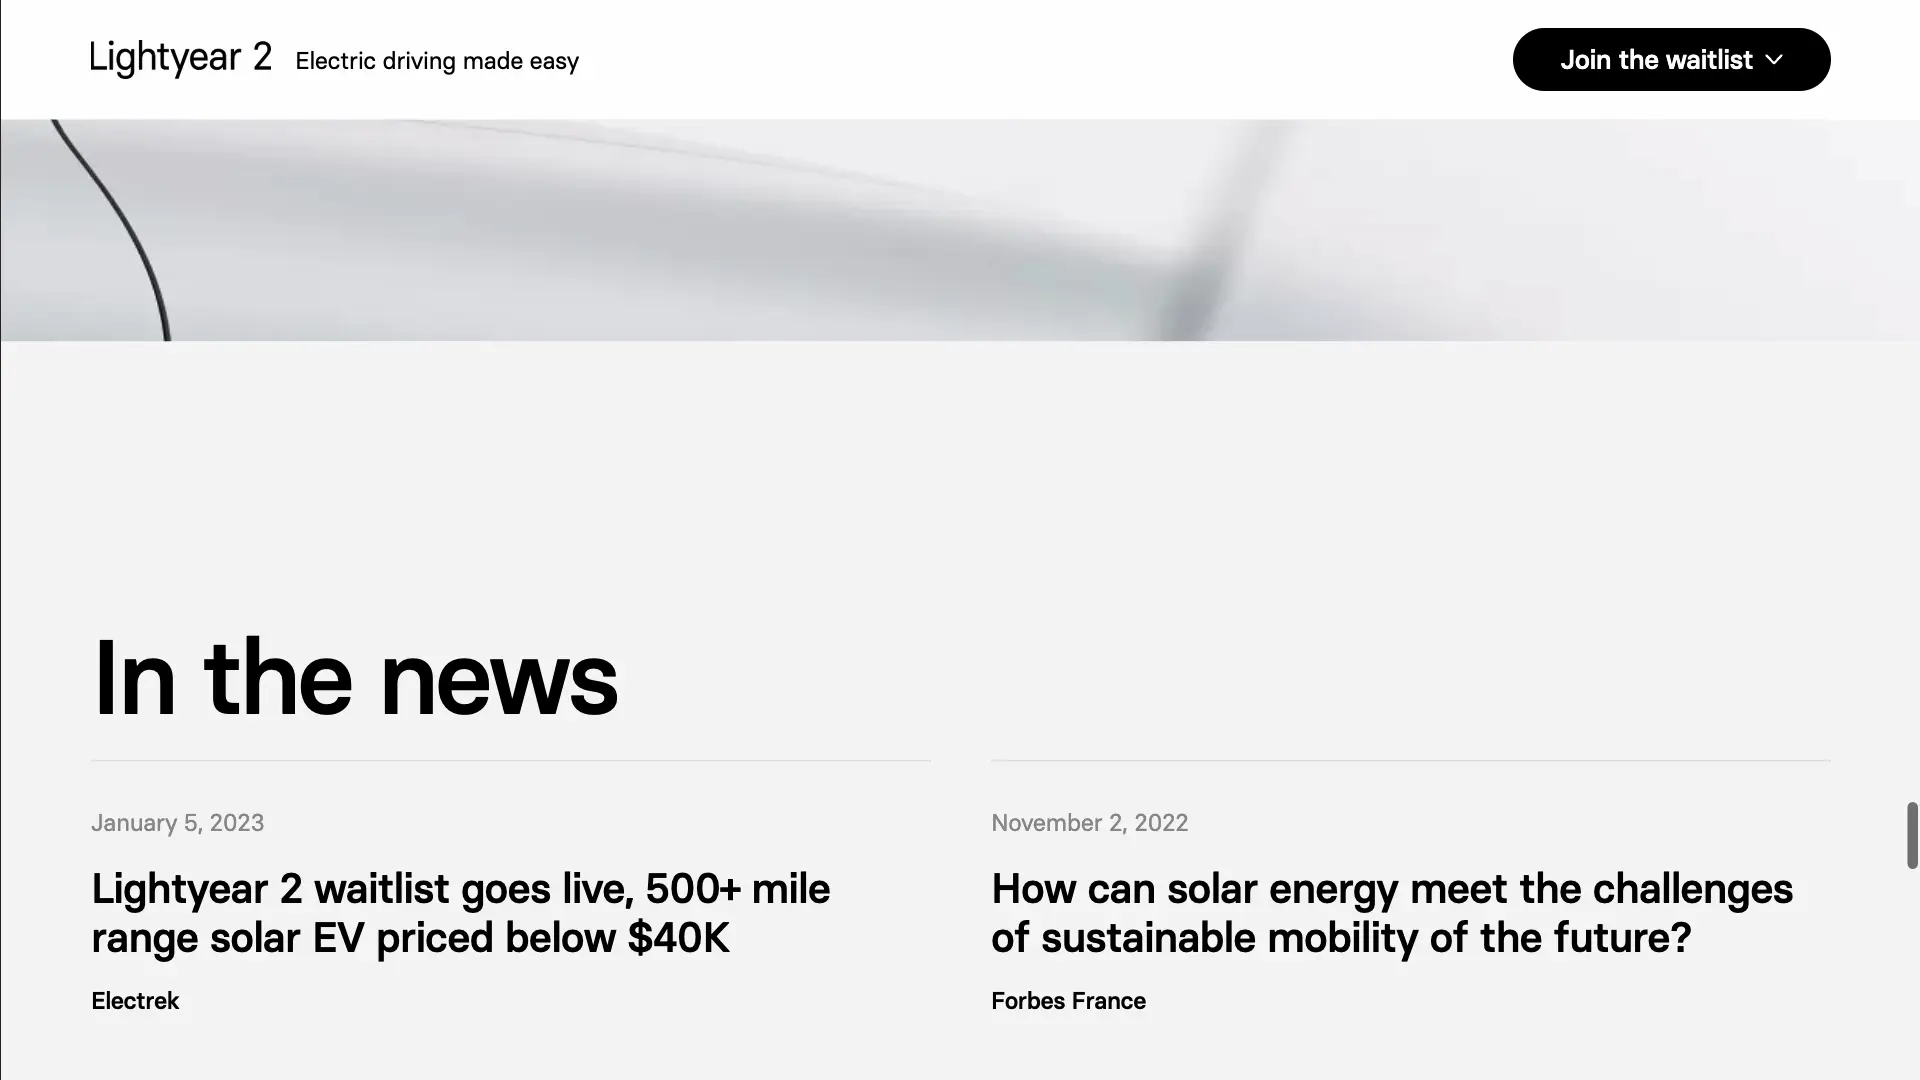 Lightyear 2 Electric driving made easy
Join the waitlist
In the news
January 5, 2023
Lightyear 2 waitlist goes live, 500+ mile
range solar EV priced below $40K
Electrek
November 2, 2022
How can solar energy meet the challenges
of sustainable mobility of the future?
Forbes France